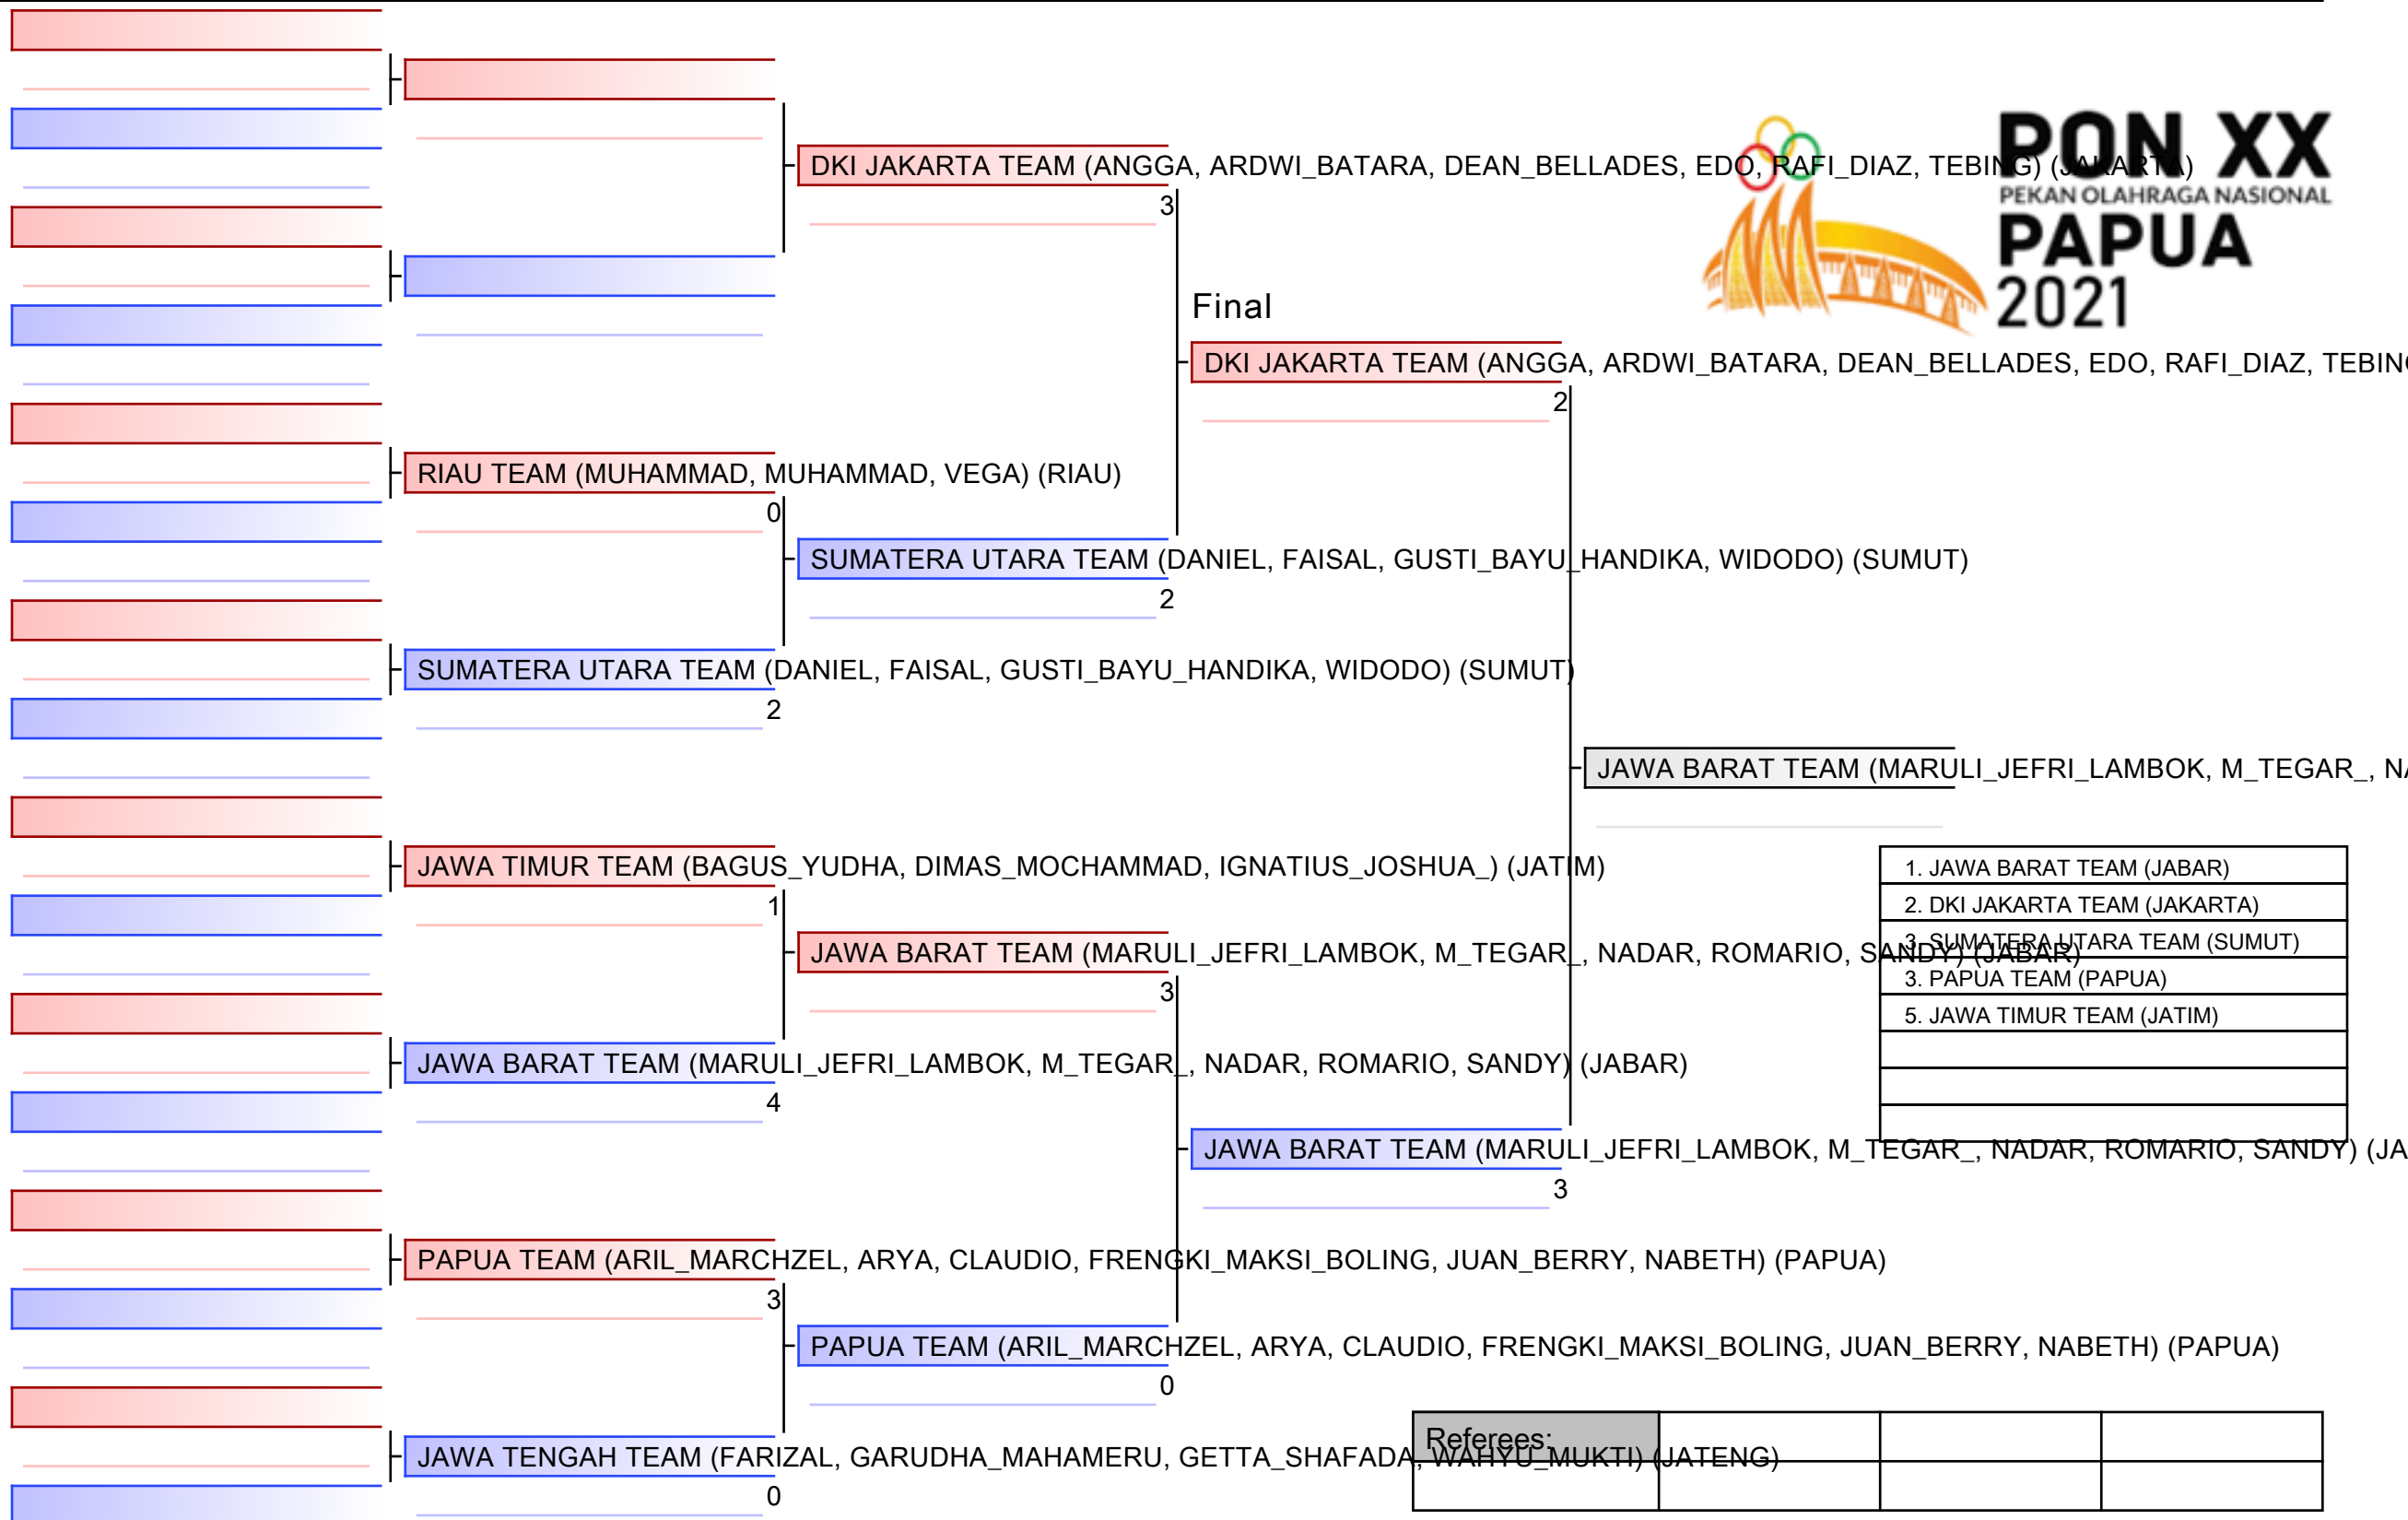 PON XX
DKI JAKARTA TEAM (ANGGA, ARDWI_BATARA, DEAN_BELLADES, EDO, RAFI_DIAZ, TEBING) (JAKARTA)
PEKAN OLAHRAGA NASIONAL
3
PAPUA
2021
Final
DKI JAKARTA TEAM (ANGGA, ARDWI_BATARA, DEAN_BELLADES, EDO, RAFI_DIAZ, TEBING
2
RIAU TEAM (MUHAMMAD, MUHAMMAD, VEGA) (RIAU)
0
SUMATERA UTARA TEAM (DANIEL, FAISAL, GUSTI_BAYU_HANDIKA, WIDODO) (SUMUT)
2
SUMATERA UTARA TEAM (DANIEL, FAISAL, GUSTI_BAYU_HANDIKA, WIDODO) (SUMUT)
2
JAWA BARAT TEAM (MARULI_JEFRI_LAMBOK, M_TEGAR_, NA
JAWA TIMUR TEAM (BAGUS_YUDHA, DIMAS_MOCHAMMAD, IGNATIUS_JOSHUA_) (JATIM)
1
1. JAWA BARAT TEAM (JABAR)
2. DKI JAKARTA TEAM (JAKARTA)
3. SUMATERA UTARA TEAM (SUMUT)
3. PAPUA TEAM (PAPUA)
5. JAWA TIMUR TEAM (JATIM)
JAWA BARAT TEAM (MARULI_JEFRI_LAMBOK, M_TEGAR_, NADAR, ROMARIO, SANDY) (JABAR)
3
JAWA BARAT TEAM (MARULI_JEFRI_LAMBOK, M_TEGAR_, NADAR, ROMARIO, SANDY) (JABAR)
4
JAWA BARAT TEAM (MARULI_JEFRI_LAMBOK, M_TEGAR_, NADAR, ROMARIO, SANDY) (JA
3
PAPUA TEAM (ARIL_MARCHZEL, ARYA, CLAUDIO, FRENGKI_MAKSI_BOLING, JUAN_BERRY, NABETH) (PAPUA)
3
PAPUA TEAM (ARIL_MARCHZEL, ARYA, CLAUDIO, FRENGKI_MAKSI_BOLING, JUAN_BERRY, NABETH) (PAPUA)
0
Referees:
JAWA TENGAH TEAM (FARIZAL, GARUDHA_MAHAMERU, GETTA_SHAFADA, WAHYU_MUKTI) (JATENG)
0